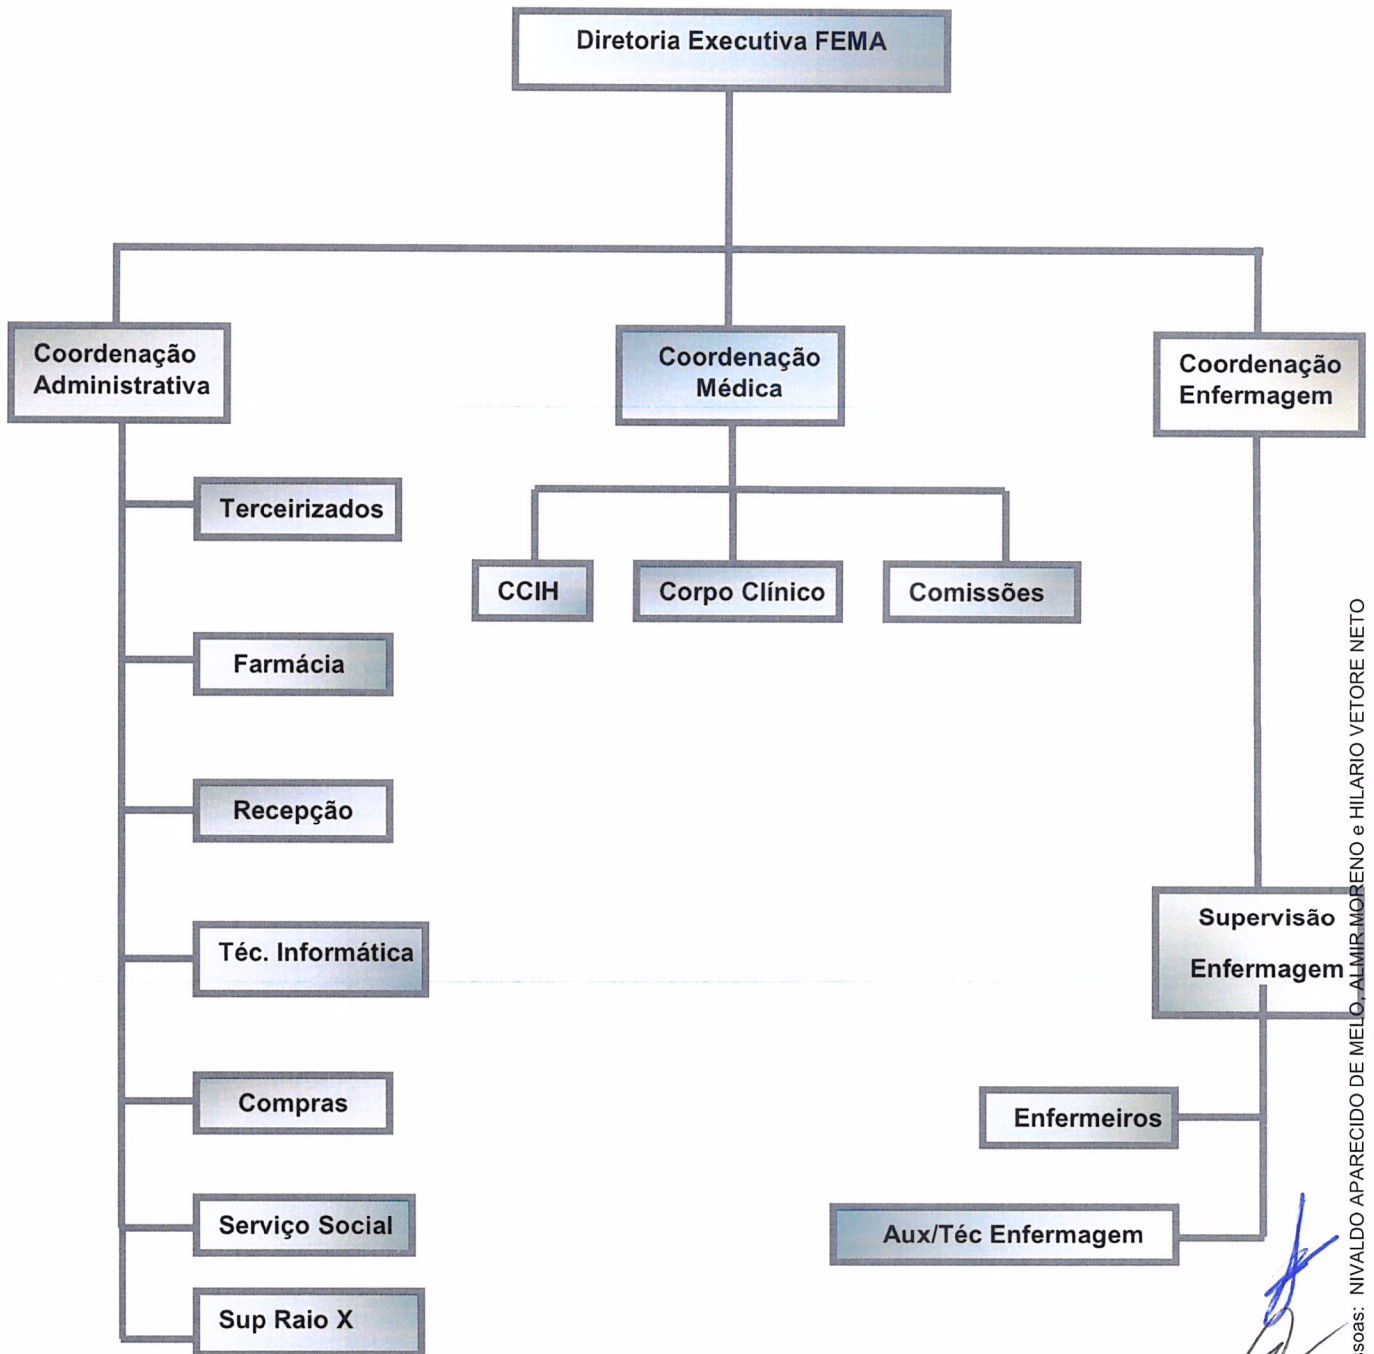 Diretoria Executiva FEMA
Coordenação
Administrativa
Coordenação
Médica
Coordenação
Enfermagem
Terceirizados
CCIH
Corpo Clínico
Comissões
Farmácia
Recepção
Téc. Informática
Supervisão
Enfermagem
Compras
Enfermeiros
Serviço Social
Aux/Téc Enfermagem
Sup Raio X
ssoas: NIVALDO APARECIDO DE MELO, ALMIR MORENO e HILARIO VETORE NETO